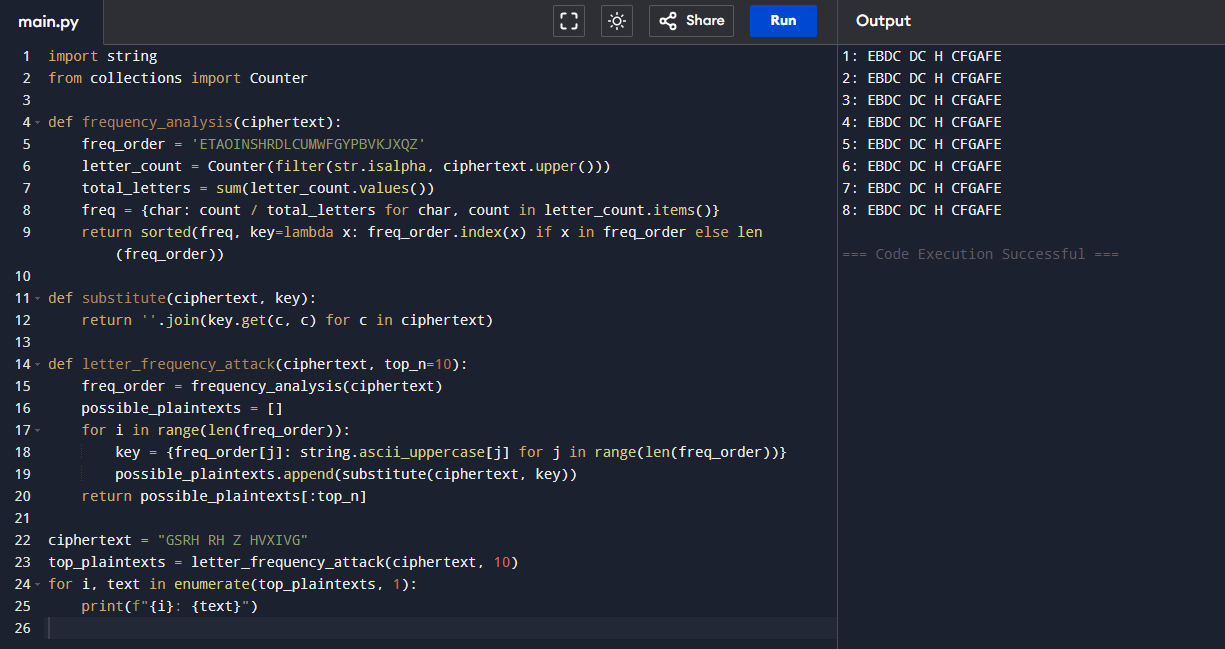 main.py
Share
Run
Output
1 import string
2 from collections import Counter
3
4 def frequency_analysis(ciphertext):
5     freq_order = 'ETAOINSHRDLCUMWFGYPBVKJXQZ'
6     letter_count = Counter(filter(str.isalpha, ciphertext.upper()))
7     total_letters = sum(letter_count.values())
8     freq = {char: count / total_letters for char, count in letter_count.items()}
9     return sorted(freq, key=lambda x: freq_order.index(x) if x in freq_order else len
(freq_order))
10
11 def substitute(ciphertext, key):
12     return ''.join(key.get(c, c) for c in ciphertext)
13
14 def letter_frequency_attack(ciphertext, top_n=10):
15     freq_order = frequency_analysis(ciphertext)
16     possible_plaintexts = []
17     for i in range(len(freq_order)):
18         key = {freq_order[j]: string.ascii_uppercase[j] for j in range(len(freq_order))}
19         possible_plaintexts.append(substitute(ciphertext, key))
20     return possible_plaintexts[:top_n]
21
22 ciphertext = "GSRH RH Z HVXIVG"
23 top_plaintexts = letter_frequency_attack(ciphertext, 10)
24 for i, text in enumerate(top_plaintexts, 1):
25     print(f"{i}: {text}")
26
1: EBDC DC H CFGAFE
2: EBDC DC H CFGAFE
3: EBDC DC H CFGAFE
4: EBDC DC H CFGAFE
5: EBDC DC H CFGAFE
6: EBDC DC H CFGAFE
7: EBDC DC H CFGAFE
8: EBDC DC H CFGAFE
=== Code Execution Successful ===